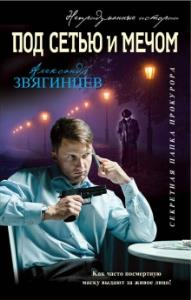 Непридуманные истории
ПОД СЕТЬЮ И МЕЧОМ
Александр
ЗВЯГИНЦЕВ
СЕКРЕТНАЯ ПАПКА ПРОКУРОРА
Как часто посмертную
маску выдают за живое лицо!